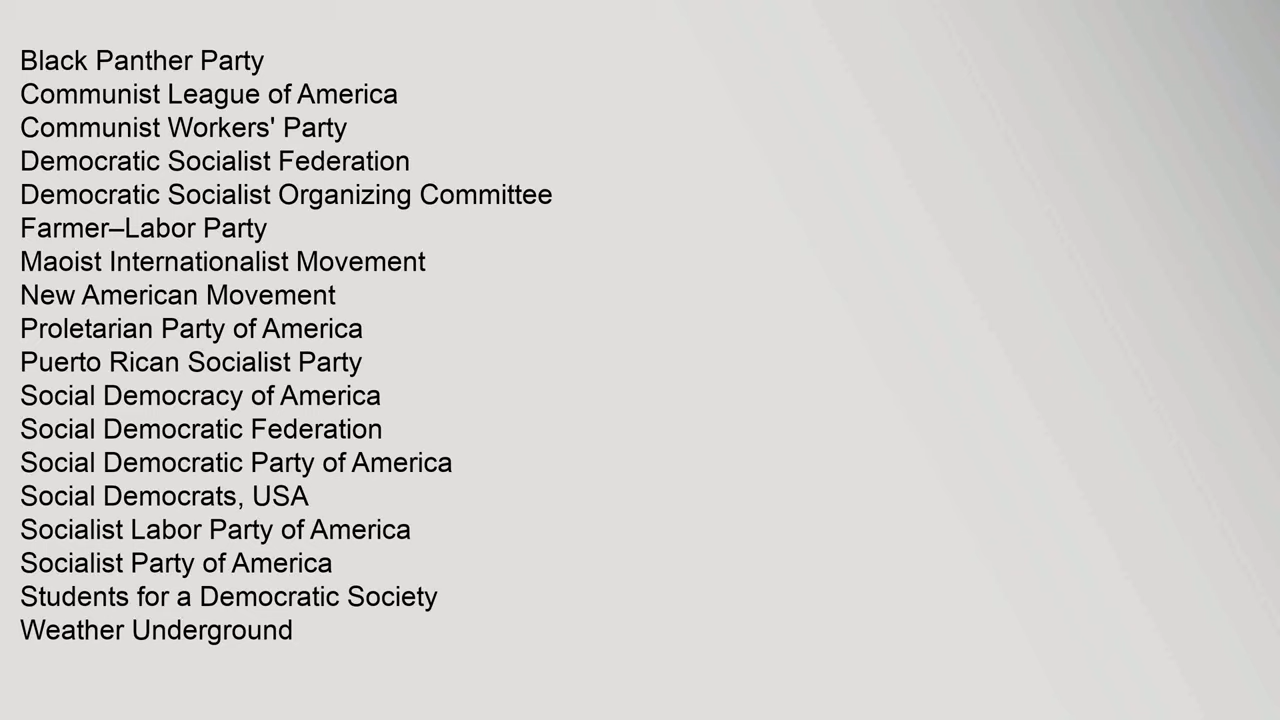 Black Panther Party
Communist League of America
Communist Workers' Party
Democratic Socialist Federation
Democratic Socialist Organizing Committee
Farmer–Labor Party
Maoist Internationalist Movement
New American Movement
Proletarian Party of America
Puerto Rican Socialist Party
Social Democracy of America
Social Democratic Federation
Social Democratic Party of America
Social Democrats, USA
Socialist Labor Party of America
Socialist Party of America
Students for a Democratic Society
Weather Underground